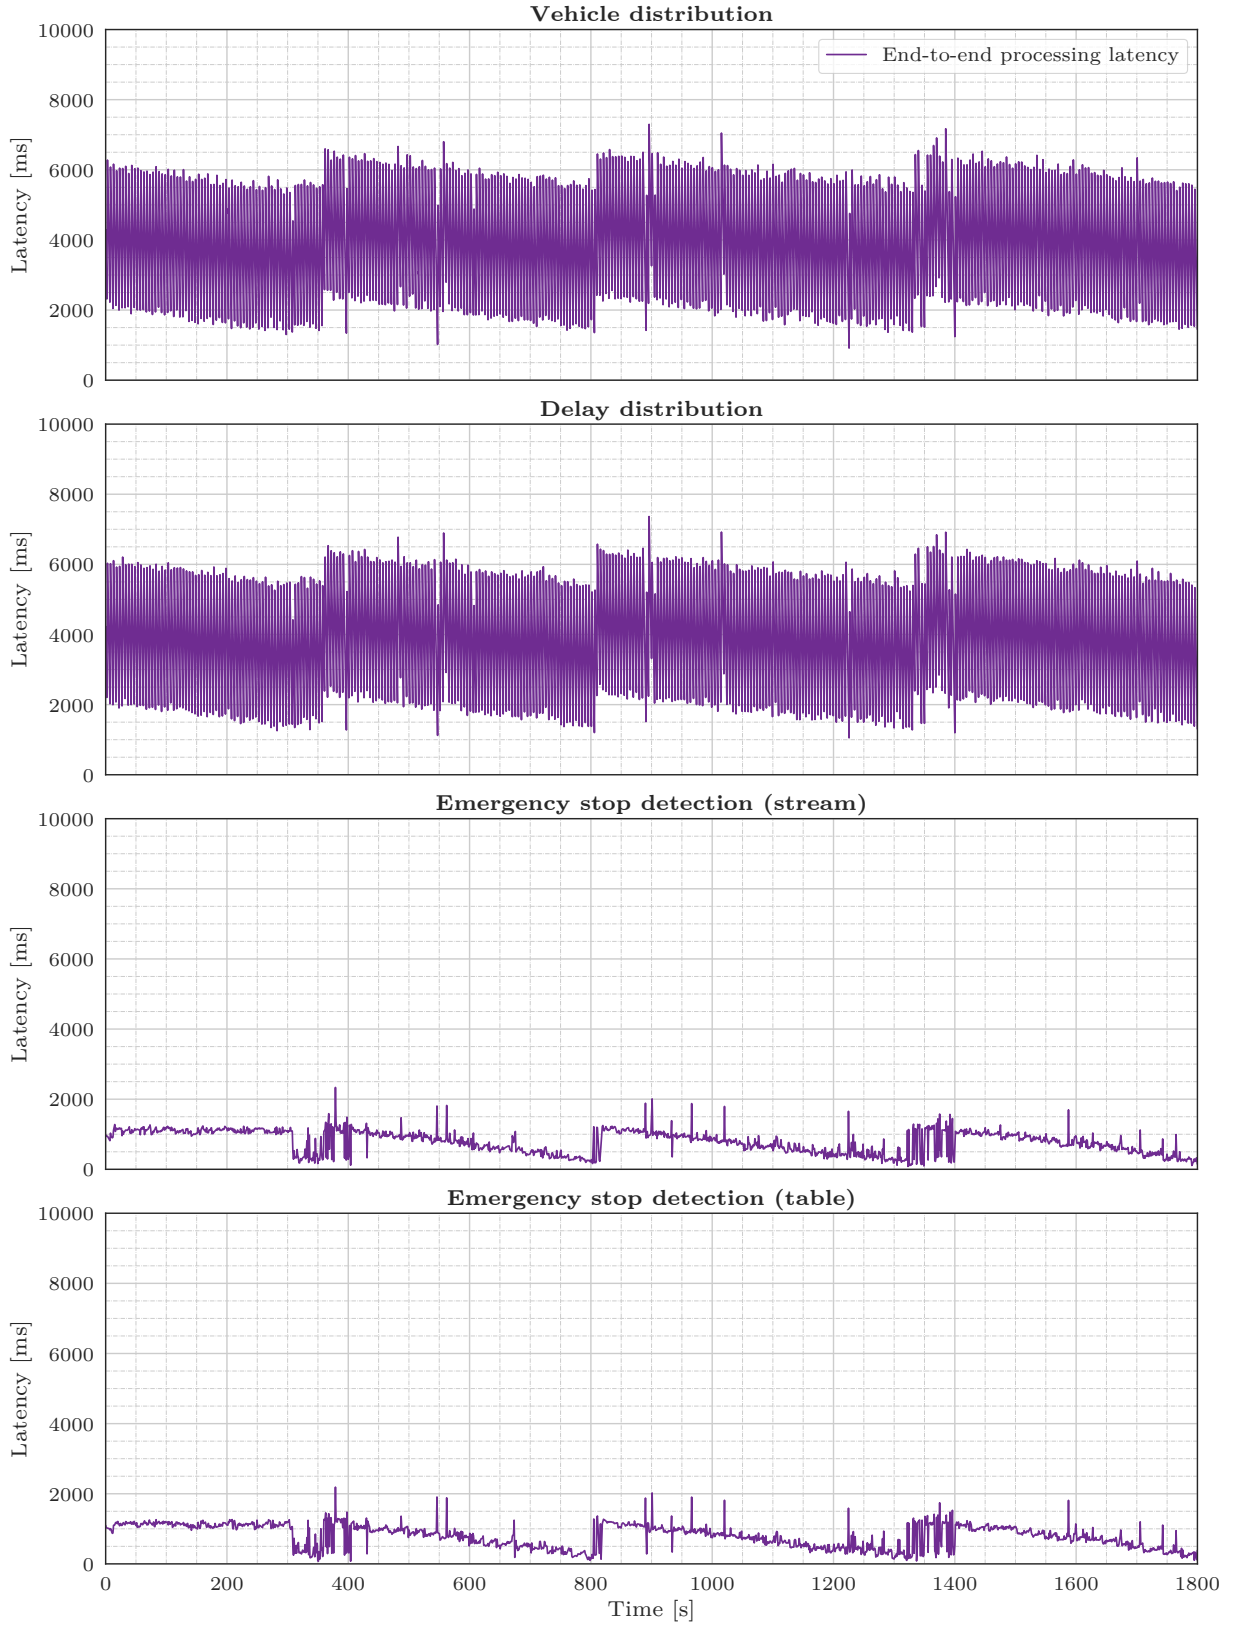 Vehicle distribution
10000
8000
6000
4000
2000
0
Latency [ms]
End-to-end processing latency
Delay distribution
10000
8000
6000
4000
2000
0
Latency [ms]
Emergency stop detection (stream)
10000
8000
6000
4000
2000
0
Latency [ms]
Emergency stop detection (table)
10000
8000
6000
4000
2000
0
Latency [ms]
0 200 400 600 800 1000 1200 1400 1600 1800
Time [s]